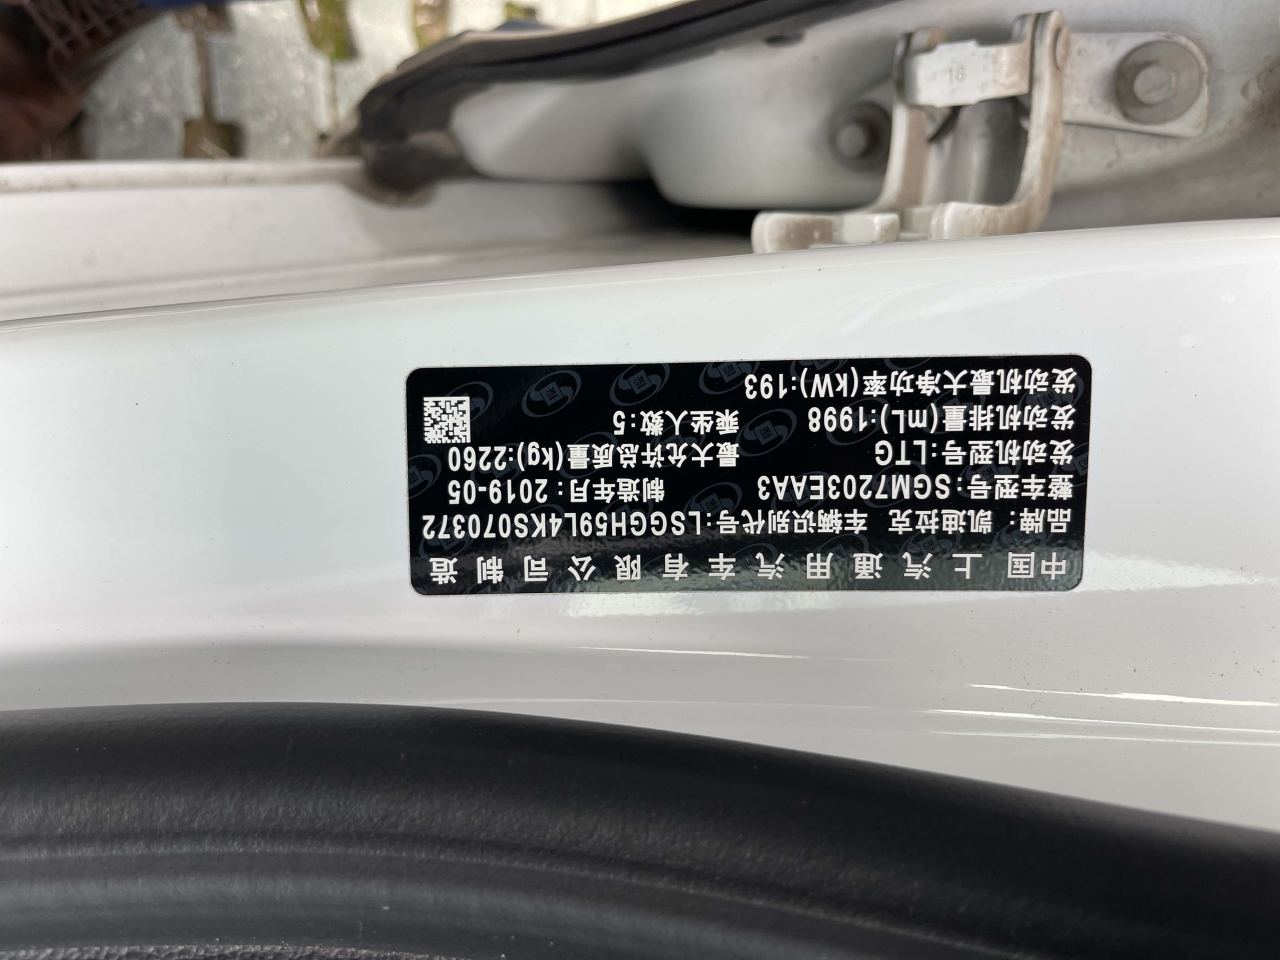 中国上汽通用汽车有限公司制造
品牌：凯迪拉克 车辆识别代号:LSGGH59L4KS070372
整车型号:SGM7203EAA3 制造年月：2019-05
发动机型号:LTG 最大允许总质量(kg):2260
发动机排量(mL):1998 乘坐人数:5
发动机最大净功率(kW):193
16